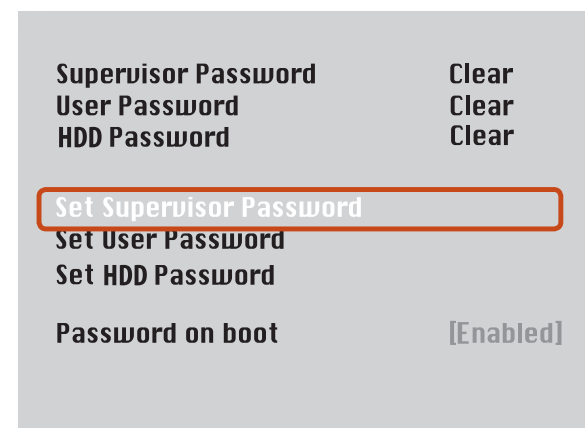 Supervisor Password Clear
User Password Clear
HDD Password Clear
Set Supervisor Password
Set User Password
Set HDD Password
Password on boot [Enabled]